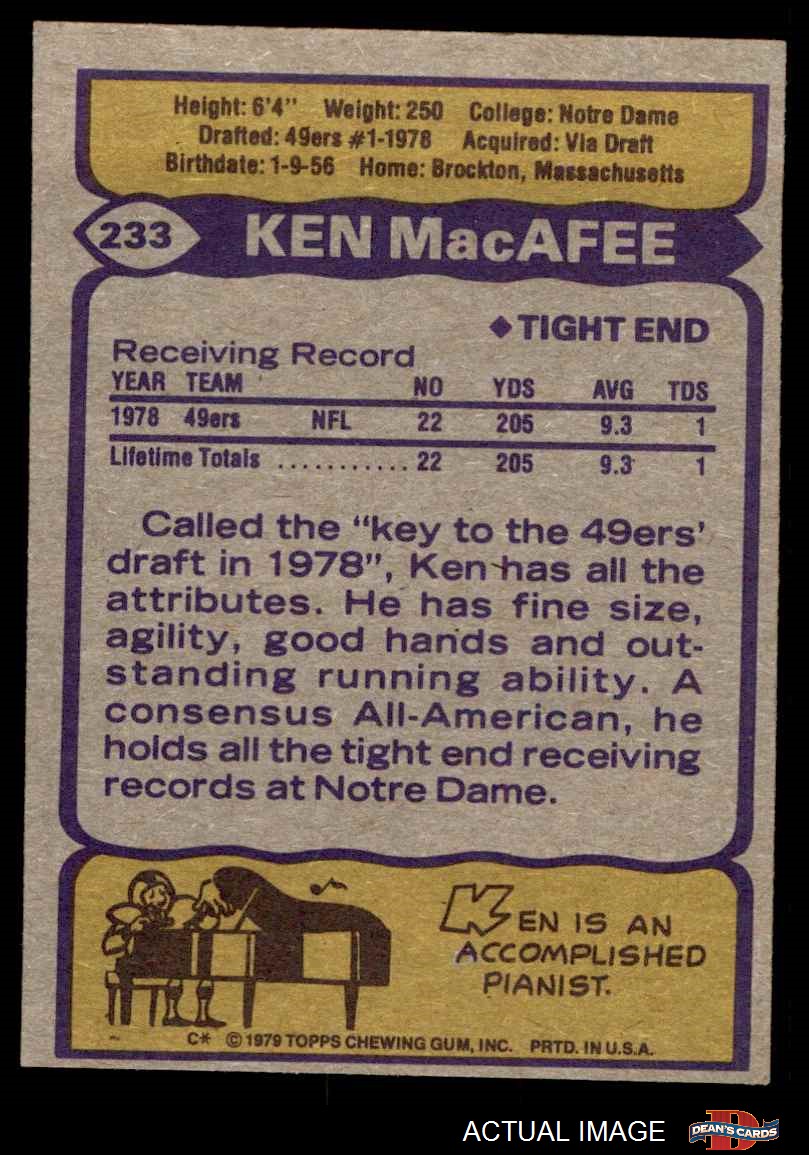 Height: 6'4" Weight: 250 College: Notre Dame
Drafted: 49ers #1-1978 Acquired: Via Draft
Birthdate: 1-9-56 Home: Brockton, Massachusetts
233 KEN MacAFEE
◆TIGHT END
Receiving Record
YEAR TEAM NO YDS AVG TDS
1978 49ers NFL 22 205 9.3 1
Lifetime Totals ........... 22 205 9.3 1
Called the "key to the 49ers'
draft in 1978", Ken has all the
attributes. He has fine size,
agility, good hands and out-
standing running ability. A
consensus All-American, he
holds all the tight end receiving
records at Notre Dame.
KEN IS AN
ACCOMPLISHED
PIANIST.
C* © 1979 TOPPS CHEWING GUM, INC. PRTD. IN U.S.A.
ACTUAL IMAGE
D
DEAN'S CARDS